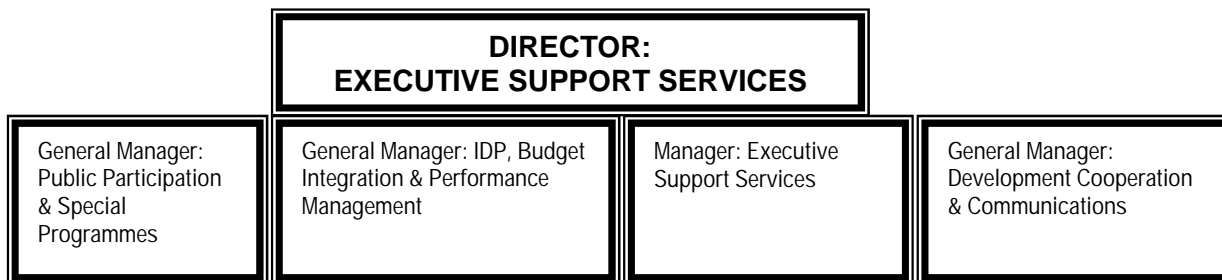 DIRECTOR:
EXECUTIVE SUPPORT SERVICES
General Manager:
Public Participation
& Special
Programmes
General Manager: IDP, Budget
Integration & Performance
Management
Manager: Executive
Support Services
General Manager:
Development Cooperation
& Communications